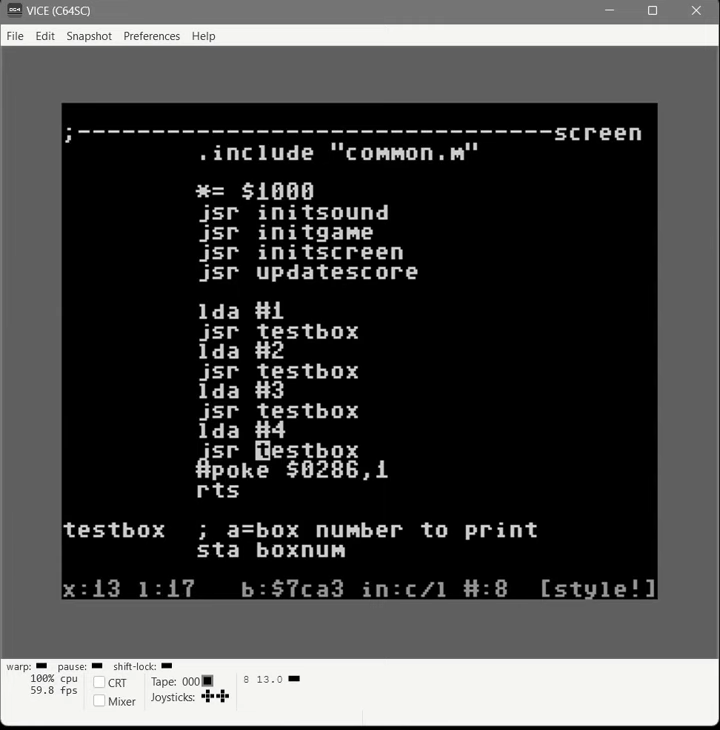 VICE (C64SC)
File Edit Snapshot Preferences Help
;---------------------------------screen
.include "common.m"
*= $1000
jsr initsound
jsr initgame
jsr initscreen
jsr updatescore
lda #1
jsr testbox
lda #2
jsr testbox
lda #3
jsr testbox
lda #4
jsr testbox
#poke $0286,1
rts
testbox ; a=box number to print
sta boxnum
x:13 l:17 b:$7ca3 in:c/l #:8 [style!]
warp: pause: shift-lock:
100% cpu CRT Tape: 000 8 13.0
59.8 fps Mixer Joysticks: